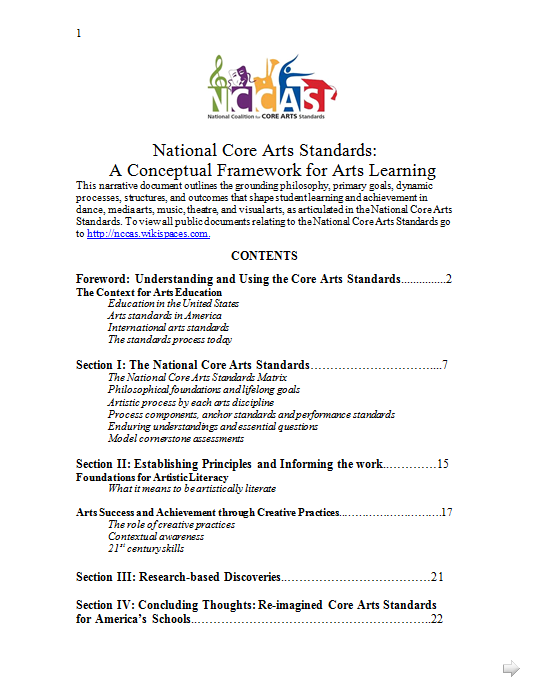 1
NCCAS
National Coalition for CORE ARTS Standards
National Core Arts Standards:
A Conceptual Framework for Arts Learning
This narrative document outlines the grounding philosophy, primary goals, dynamic
processes, structures, and outcomes that shape student learning and achievement in
dance, media arts, music, theatre, and visual arts, as articulated in the National Core Arts
Standards. To view all public documents relating to the National Core Arts Standards go
to http://nccas.wikispaces.com.
CONTENTS
Foreword: Understanding and Using the Core Arts Standards...............2
The Context for Arts Education
Education in the United States
Arts standards in America
International arts standards
The standards process today
Section I: The National Core Arts Standards…………………………....7
The National Core Arts Standards Matrix
Philosophical foundations and lifelong goals
Artistic process by each arts discipline
Process components, anchor standards and performance standards
Enduring understandings and essential questions
Model cornerstone assessments
Section II: Establishing Principles and Informing the work..…………15
Foundations for Artistic Literacy
What it means to be artistically literate
Arts Success and Achievement through Creative Practices..……………………….17
The role of creative practices
Contextual awareness
21st century skills
Section III: Research-based Discoveries..………………………………21
Section IV: Concluding Thoughts: Re-imagined Core Arts Standards
for America's Schools..……………………………………………………..22